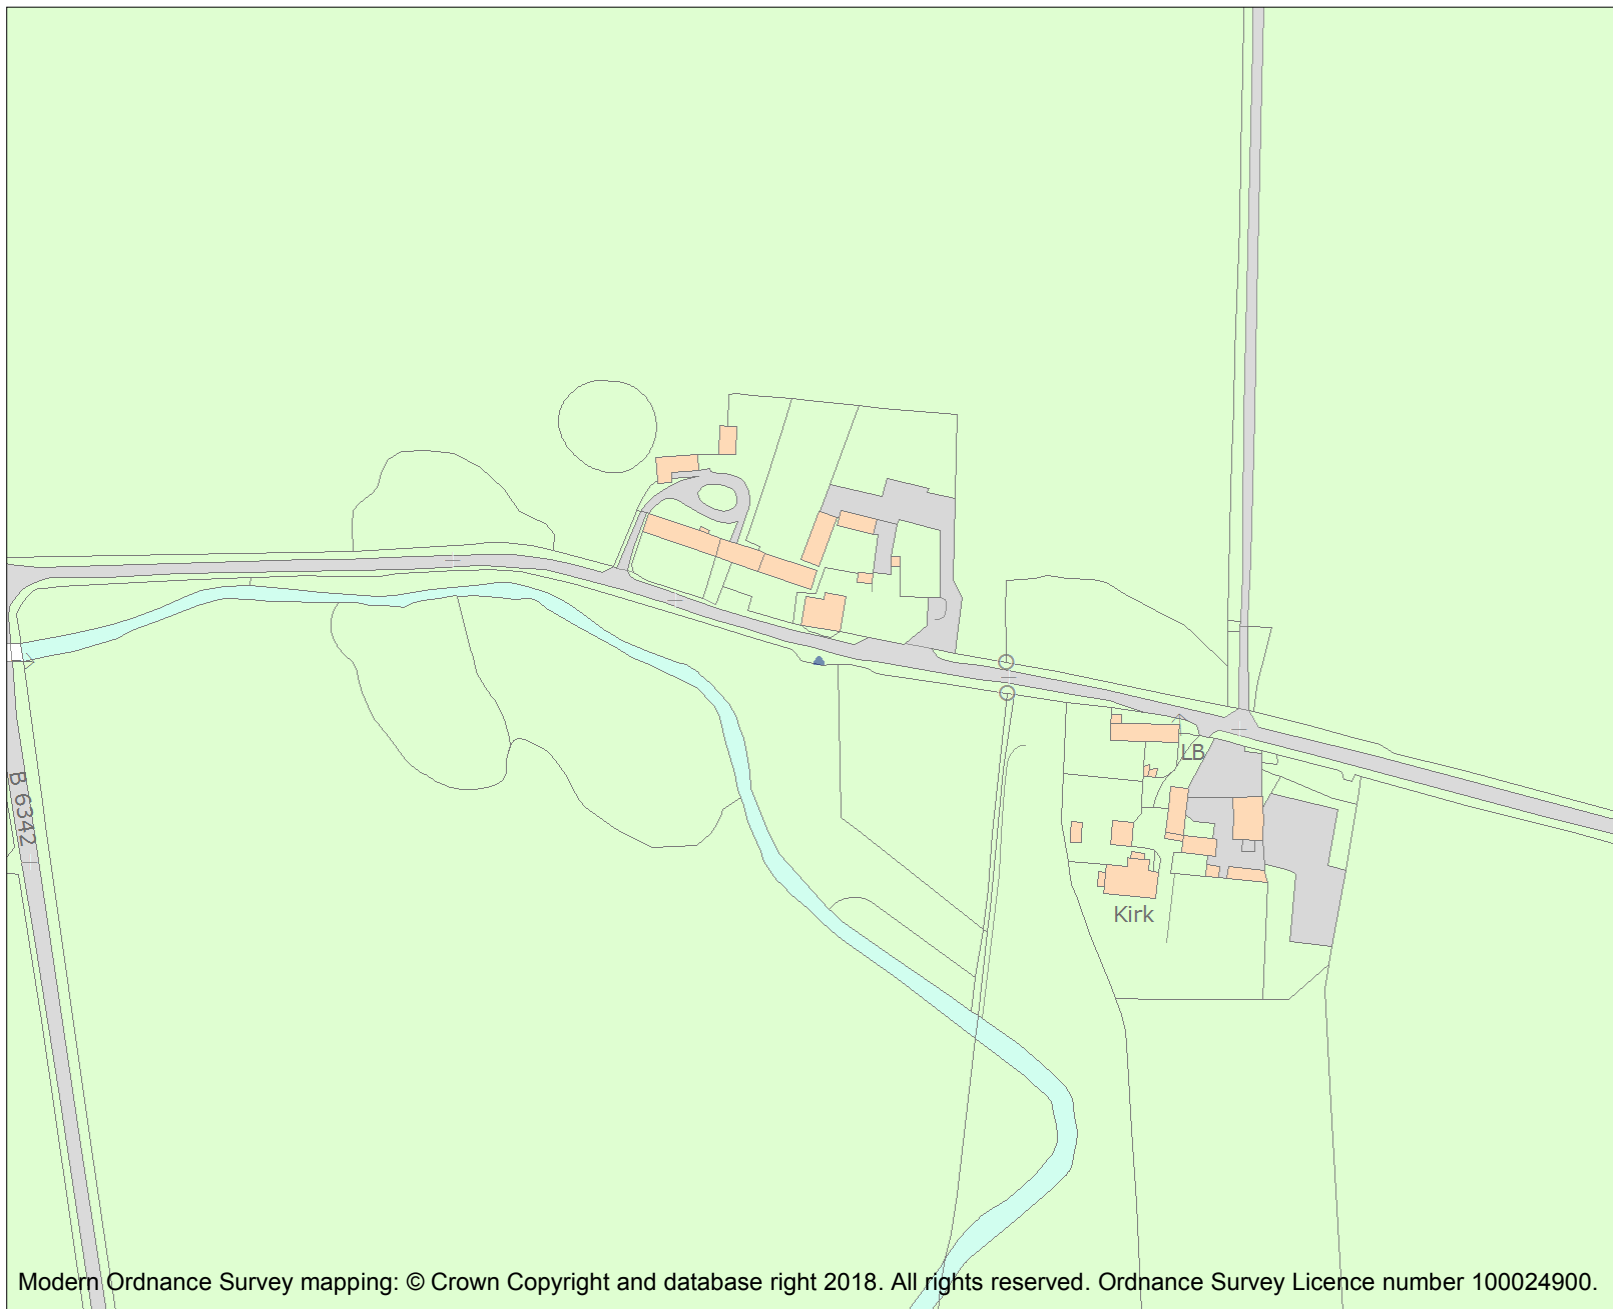 LB
B 6342
Kirk
Modern Ordnance Survey mapping: © Crown Copyright and database right 2018. All rights reserved. Ordnance Survey Licence number 100024900.